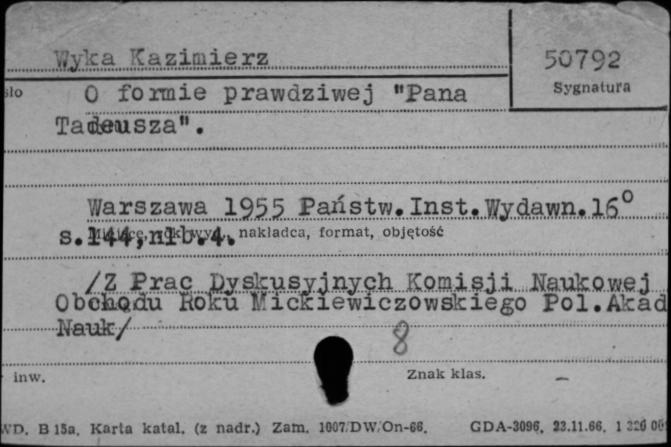 Wyka Kazimierz
50792
Sygnatura
sło
O formie prawdziwej "Pana
Tadeusza".
Warszawa 1955 Państw.Inst.Wydawn.16°
s.144,nlb.4.
nakładca, format, objętość
/Z Prac Dyskusyjnych Komisji Naukowej
Obchodu Roku Mickiewiczowskiego Pol.Akad
Nauk/
8
inw.
Znak klas.
WD. B 15a. Karta katal. (z nadr.) Zam. 1007/DW/On-66. GDA-3096, 23.11.66.